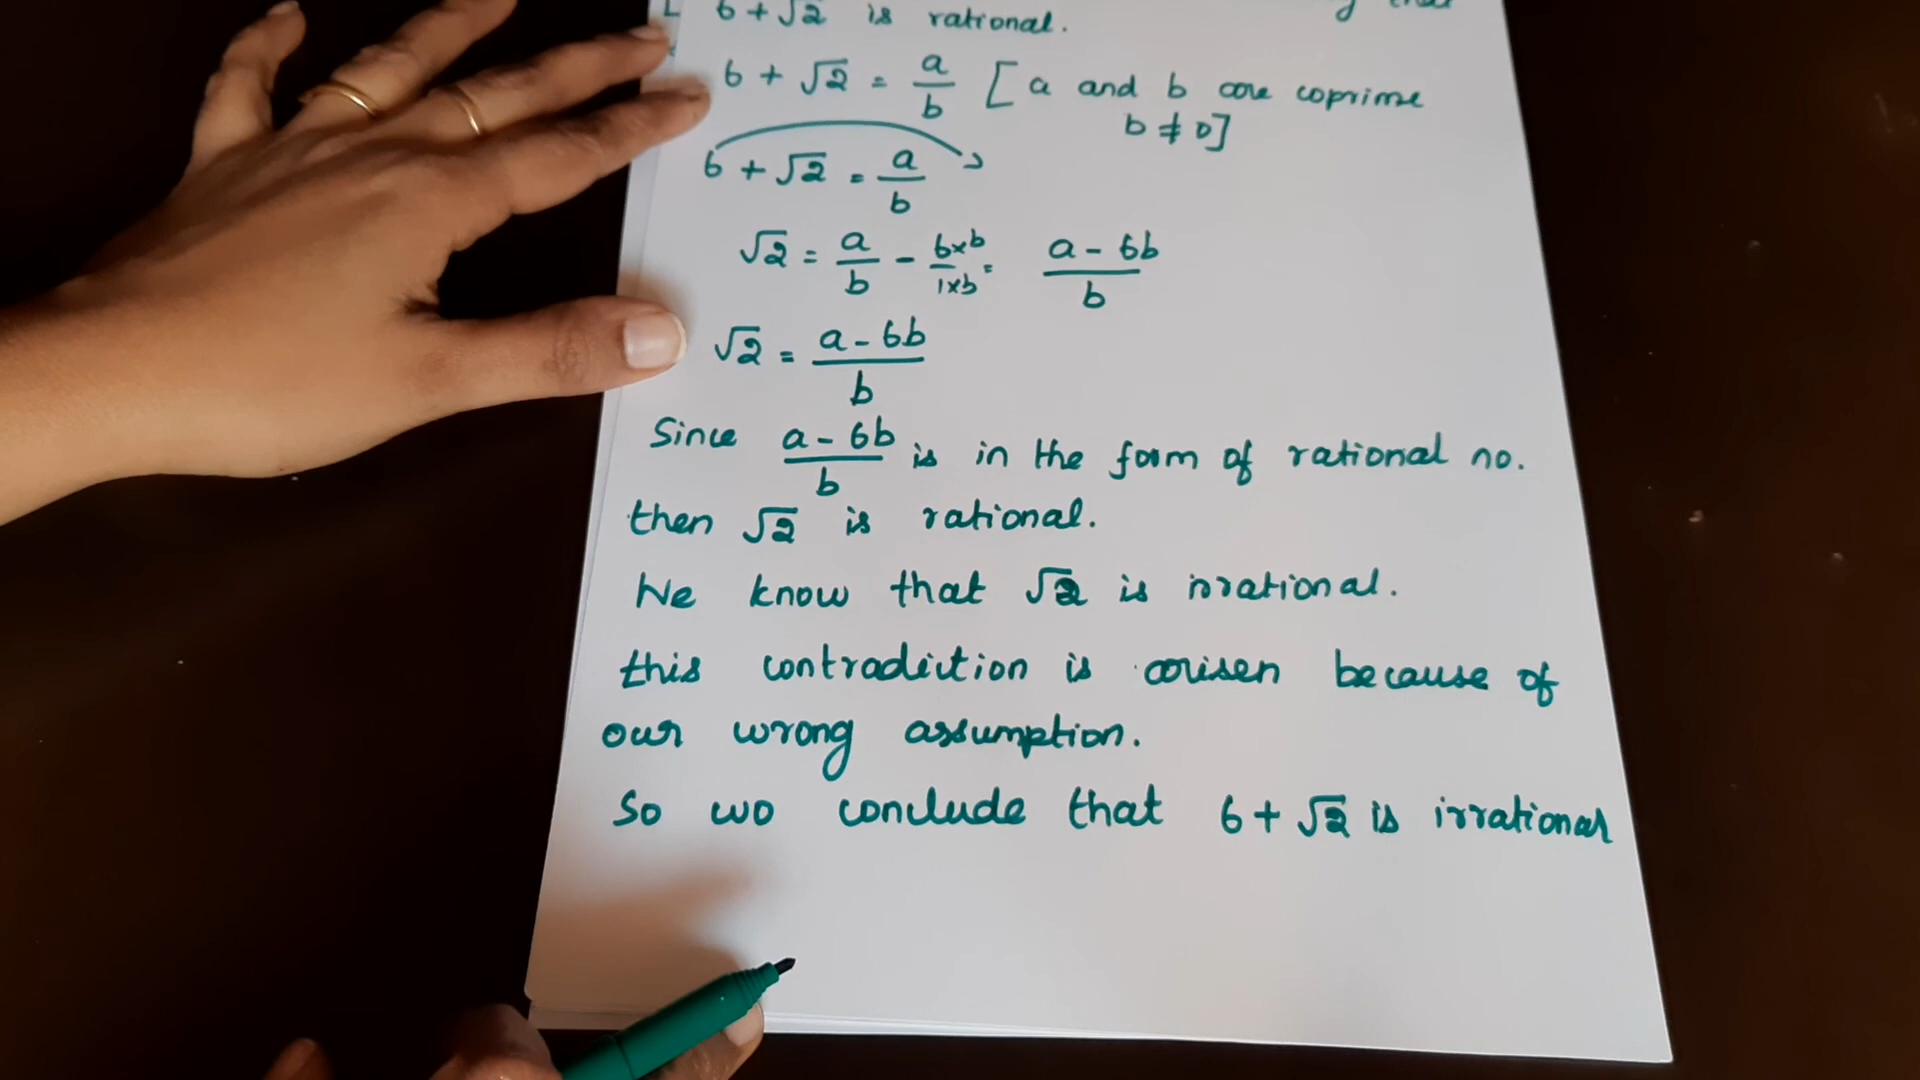 6 + √2 is rational.
6 + √2 = a/b [a and b are coprime
b ≠ 0]
6 + √2 = a/b
√2 = a/b - 6×b/1×b = a - 6b/b
√2 = a - 6b/b
Since a - 6b/b is in the form of rational no.
then √2 is rational.
We know that √2 is irrational.
this contradiction is arisen because of
our wrong assumption.
So we conclude that 6 + √2 is irrational